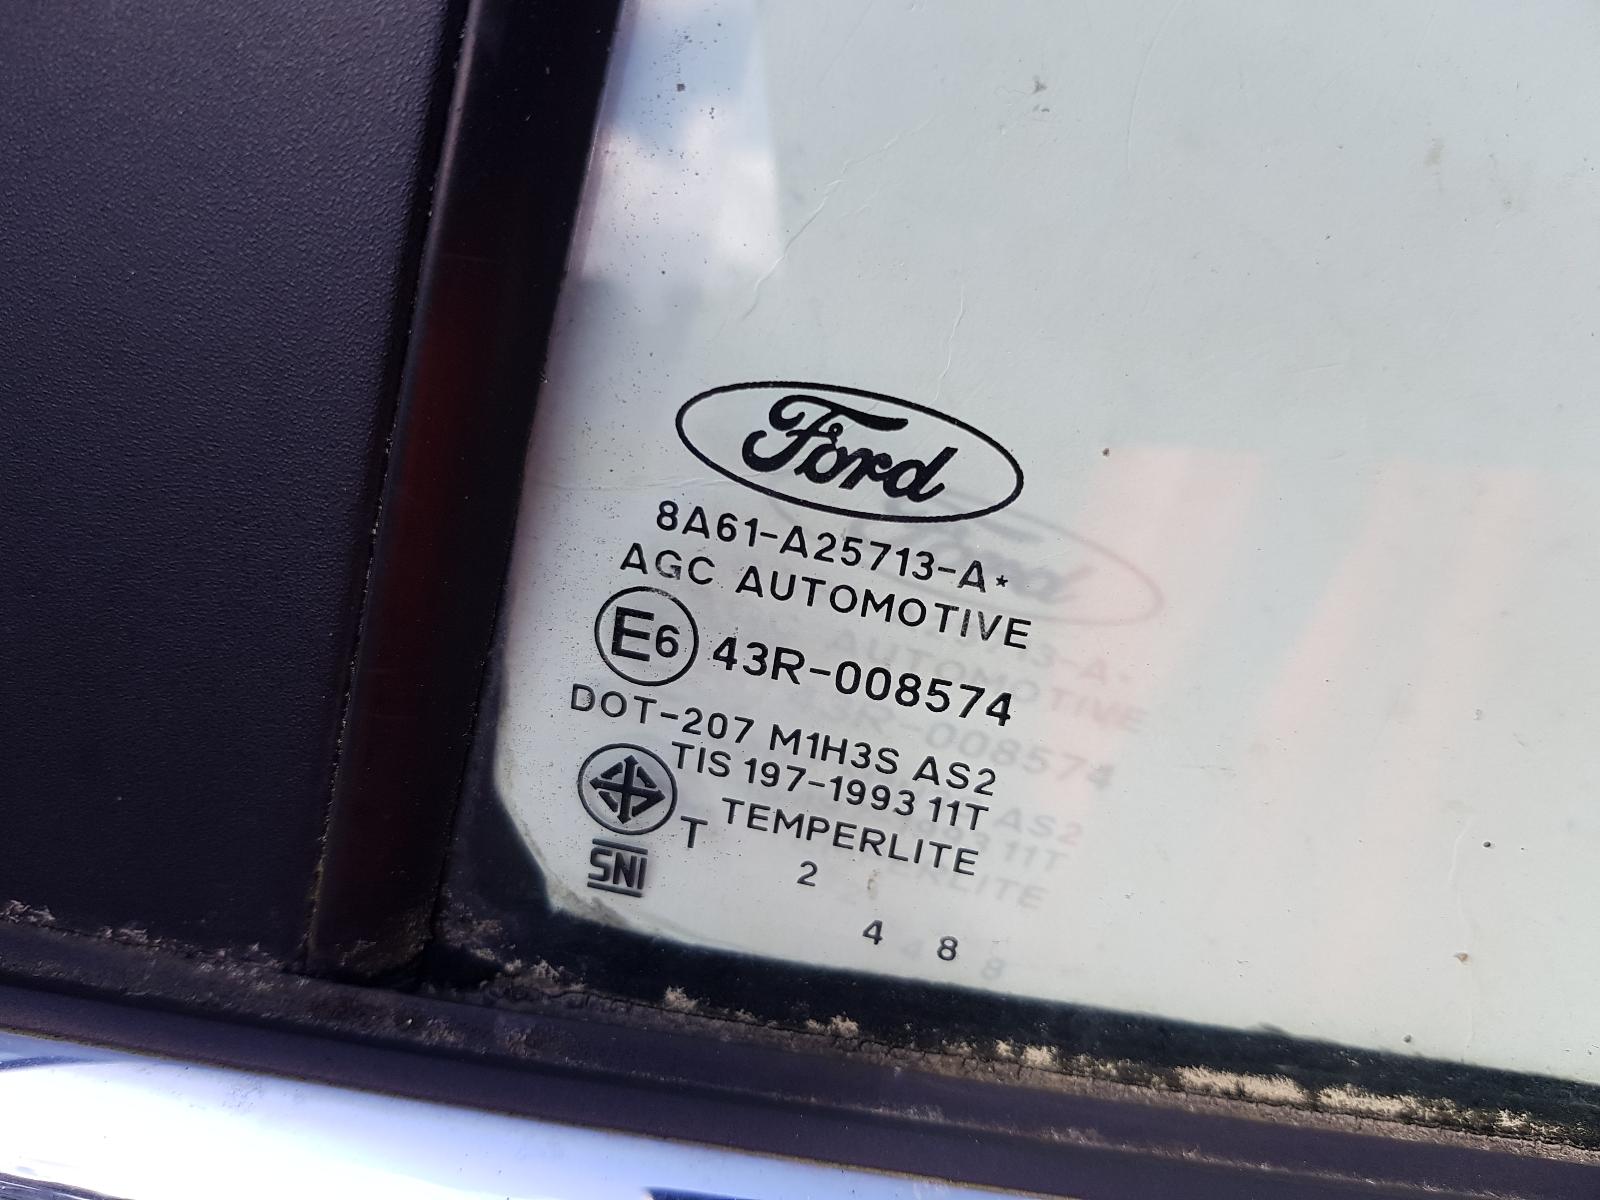 Ford
8A61-A25713-A*
AGC AUTOMOTIVE
E6 43R-008574
DOT-207 M1H3S AS2
TIS 197-1993 11T
T TEMPERLITE
SNI 2
4 8